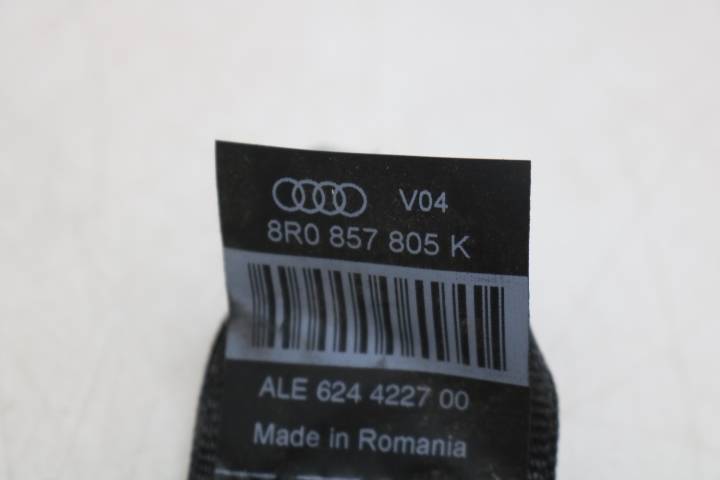 V04
8R0 857 805 K
ALE 624 4227 00
Made in Romania